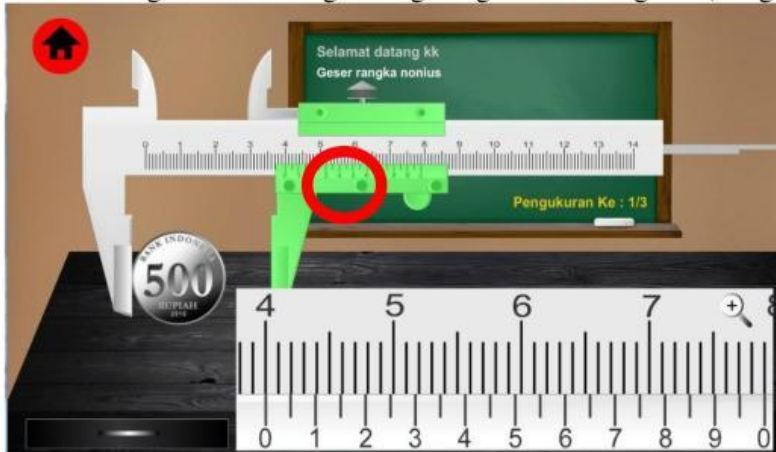 Selamat datang kk
Geser rangka nonius
0 1 2 3 4 5 6 7 8 9 10 11 12 13 14
Pengukuran Ke : 1/3
BANK INDONESIA
500
RUPIAH
2016
4 5 6 7 8
0 1 2 3 4 5 6 7 8 9 0